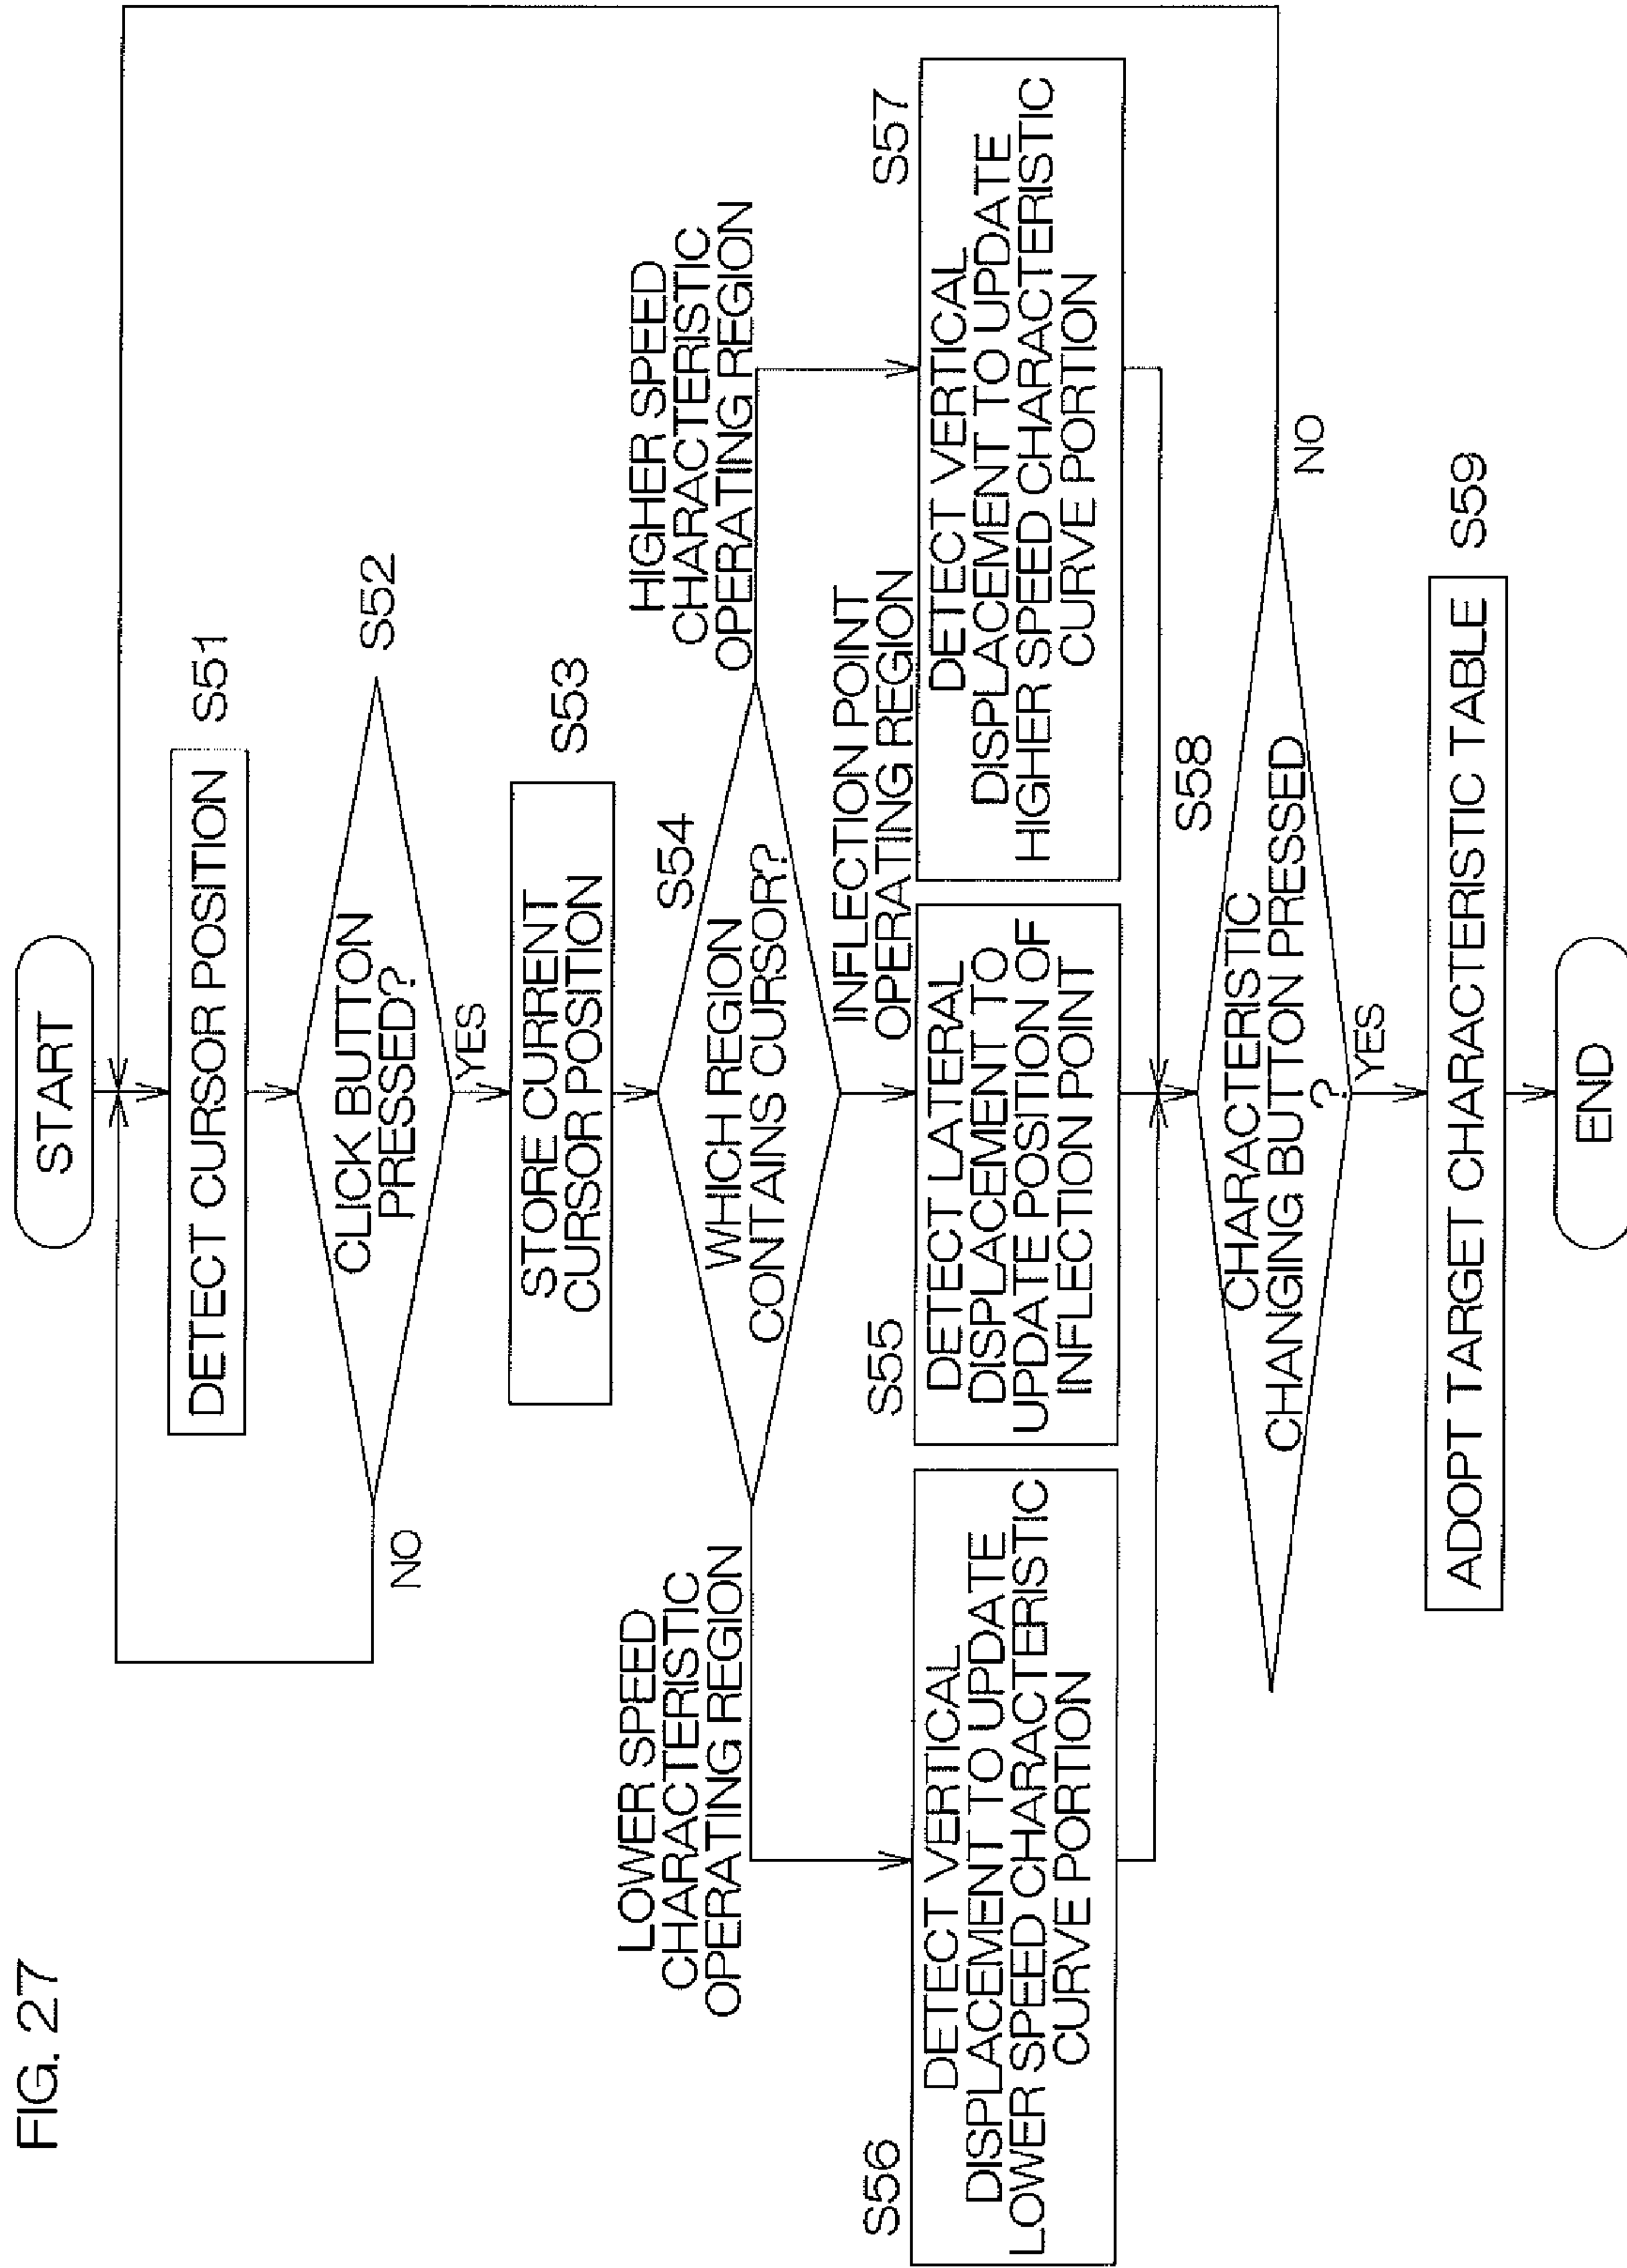 FIG. 27
START
DETECT CURSOR POSITION
S51
CLICK BUTTON
PRESSED?
S52
NO
YES
STORE CURRENT
CURSOR POSITION
S53
WHICH REGION
CONTAINS CURSOR?
S54
LOWER SPEED
CHARACTERISTIC
OPERATING REGION
HIGHER SPEED
CHARACTERISTIC
OPERATING REGION
INFLECTION POINT
OPERATING REGION
S56
DETECT VERTICAL
DISPLACEMENT TO UPDATE
LOWER SPEED CHARACTERISTIC
CURVE PORTION
S55
DETECT LATERAL
DISPLACEMENT TO
UPDATE POSITION OF
INFLECTION POINT
S57
DETECT VERTICAL
DISPLACEMENT TO UPDATE
HIGHER SPEED CHARACTERISTIC
CURVE PORTION
S58
CHARACTERISTIC
CHANGING BUTTON PRESSED
?
NO
YES
ADOPT TARGET CHARACTERISTIC TABLE
S59
END